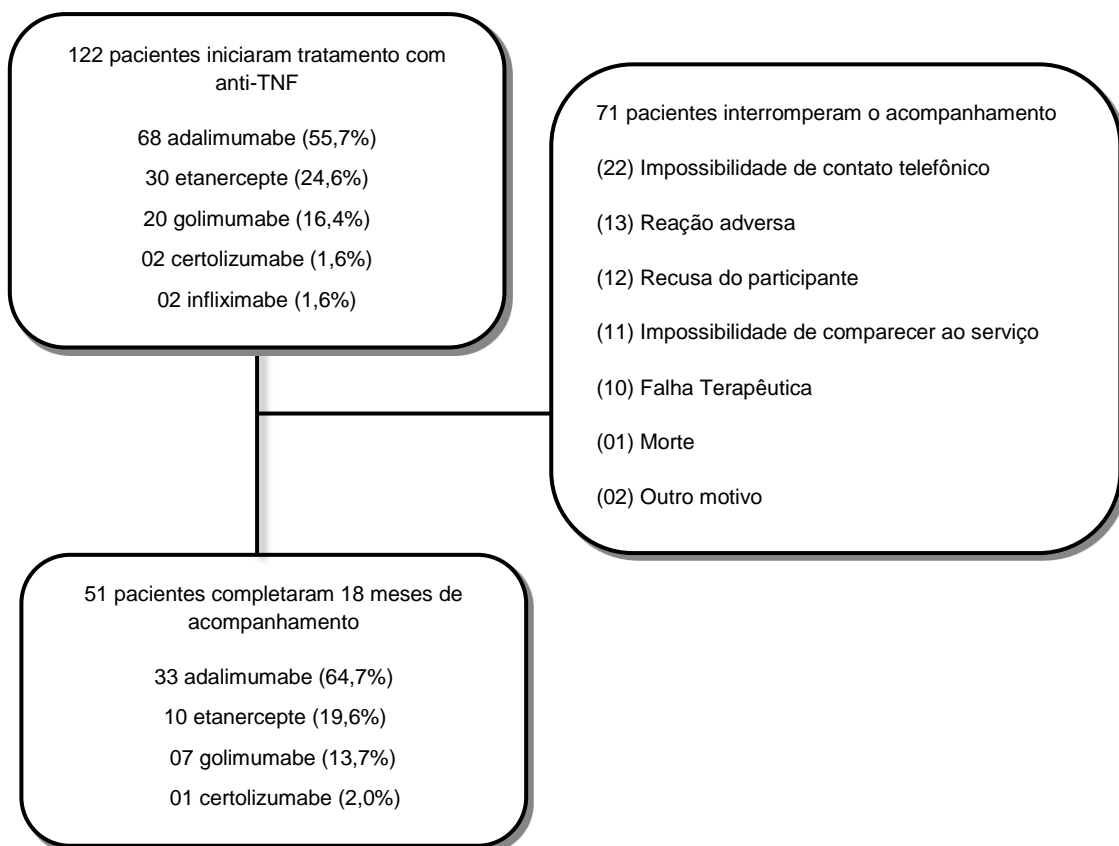 122 pacientes iniciaram tratamento com
anti-TNF
68 adalimumabe (55,7%)
30 etanercepte (24,6%)
20 golimumabe (16,4%)
02 certolizumabe (1,6%)
02 infliximabe (1,6%)
71 pacientes interromperam o acompanhamento
(22) Impossibilidade de contato telefônico
(13) Reação adversa
(12) Recusa do participante
(11) Impossibilidade de comparecer ao serviço
(10) Falha Terapêutica
(01) Morte
(02) Outro motivo
51 pacientes completaram 18 meses de
acompanhamento
33 adalimumabe (64,7%)
10 etanercepte (19,6%)
07 golimumabe (13,7%)
01 certolizumabe (2,0%)